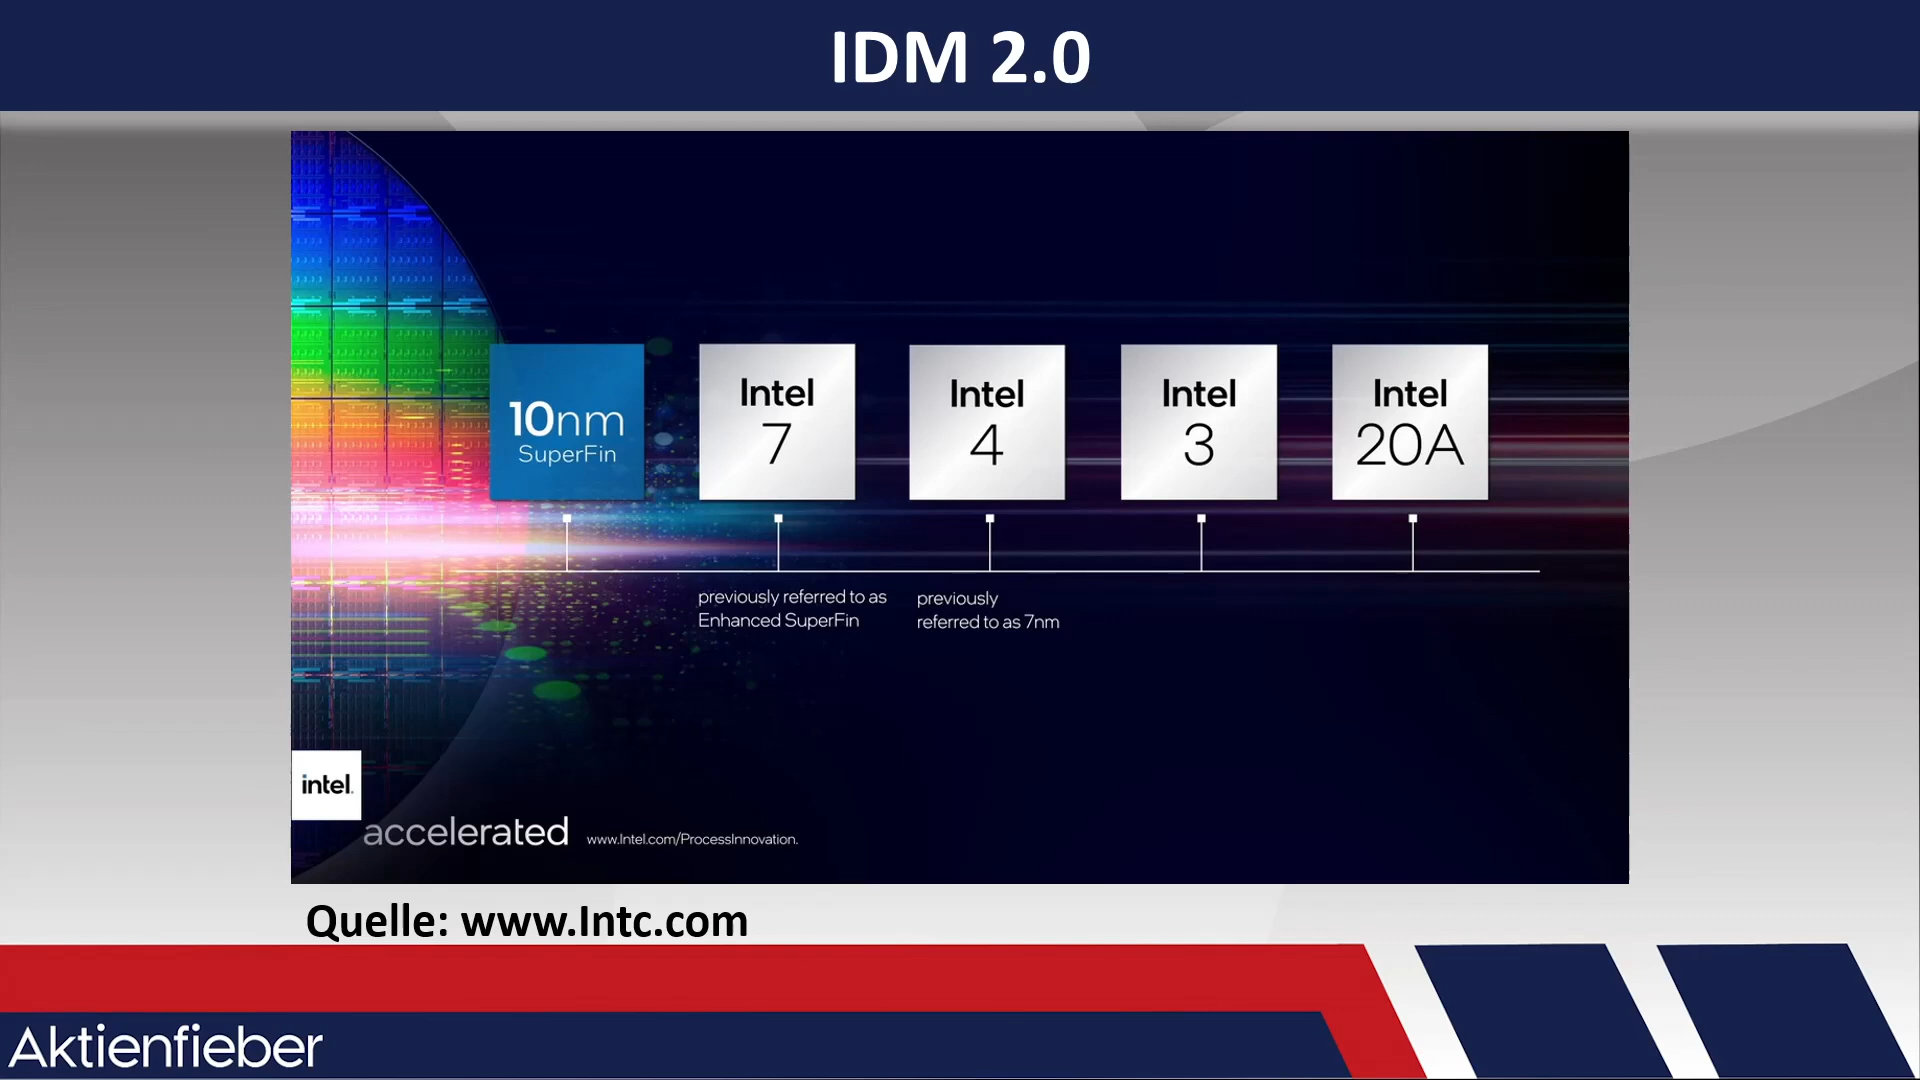 IDM 2.0
10nm
SuperFin
Intel
7
Intel
4
Intel
3
Intel
20A
previously referred to as
Enhanced SuperFin
previously
referred to as 7nm
intel.
accelerated
www.Intel.com/ProcessInnovation.
Quelle: www.Intc.com
Aktienfieber